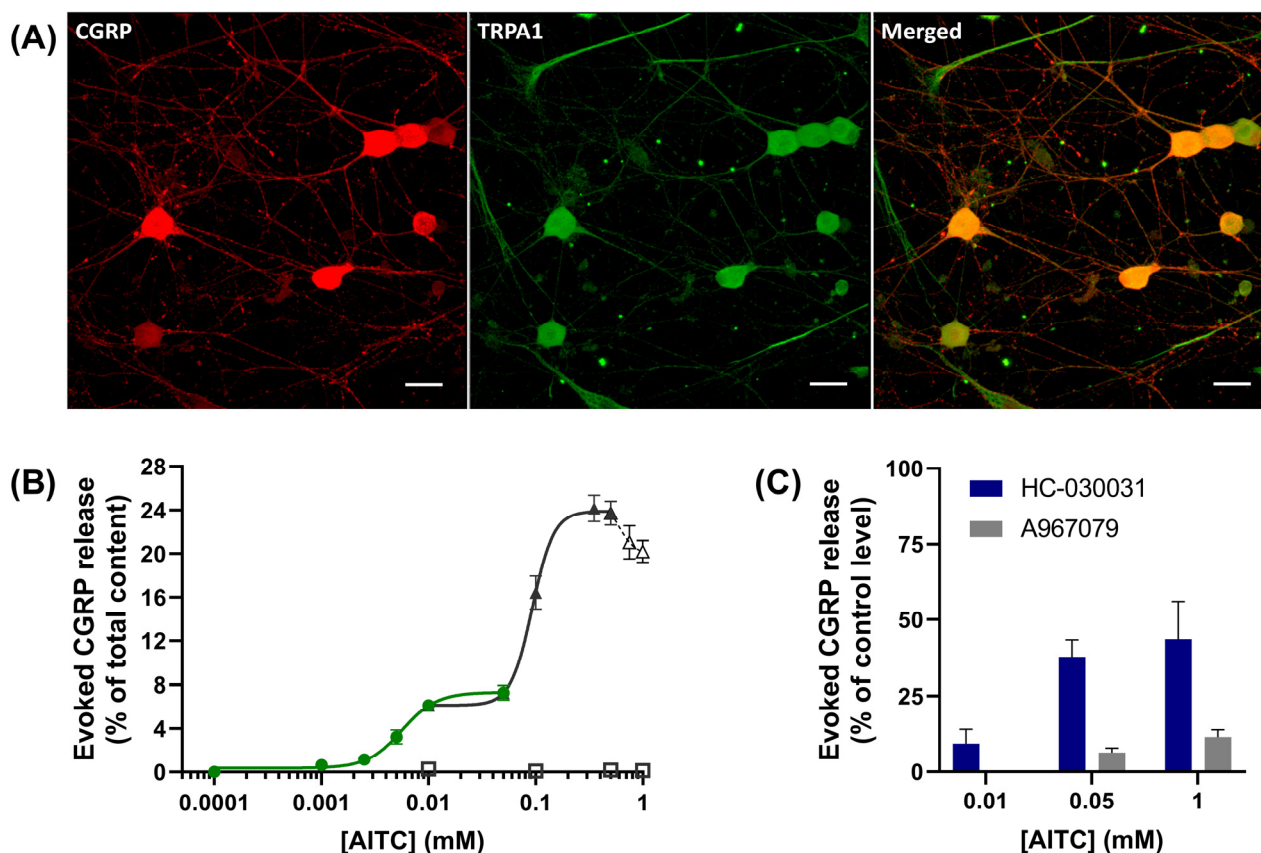 (A)
CGRP
TRPA1
Merged
(B)
Evoked CGRP release
(% of total content)
28
24
20
16
12
8
4
0
0.0001
0.001
0.01
0.1
1
[AITC] (mM)
(C)
Evoked CGRP release
(% of control level)
100
75
50
25
0
HC-030031
A967079
0.01
0.05
1
[AITC] (mM)